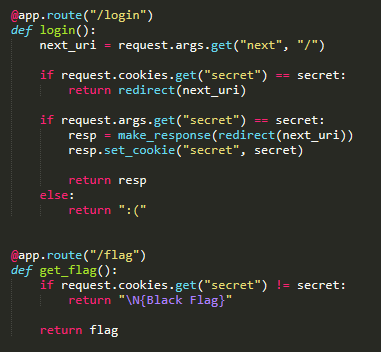 @app.route("/login")
def login():
    next_uri = request.args.get("next", "/")

    if request.cookies.get("secret") == secret:
        return redirect(next_uri)

    if request.args.get("secret") == secret:
        resp = make_response(redirect(next_uri))
        resp.set_cookie("secret", secret)

        return resp
    else:
        return ":("


@app.route("/flag")
def get_flag():
    if request.cookies.get("secret") != secret:
        return "\N{Black Flag}"

    return flag